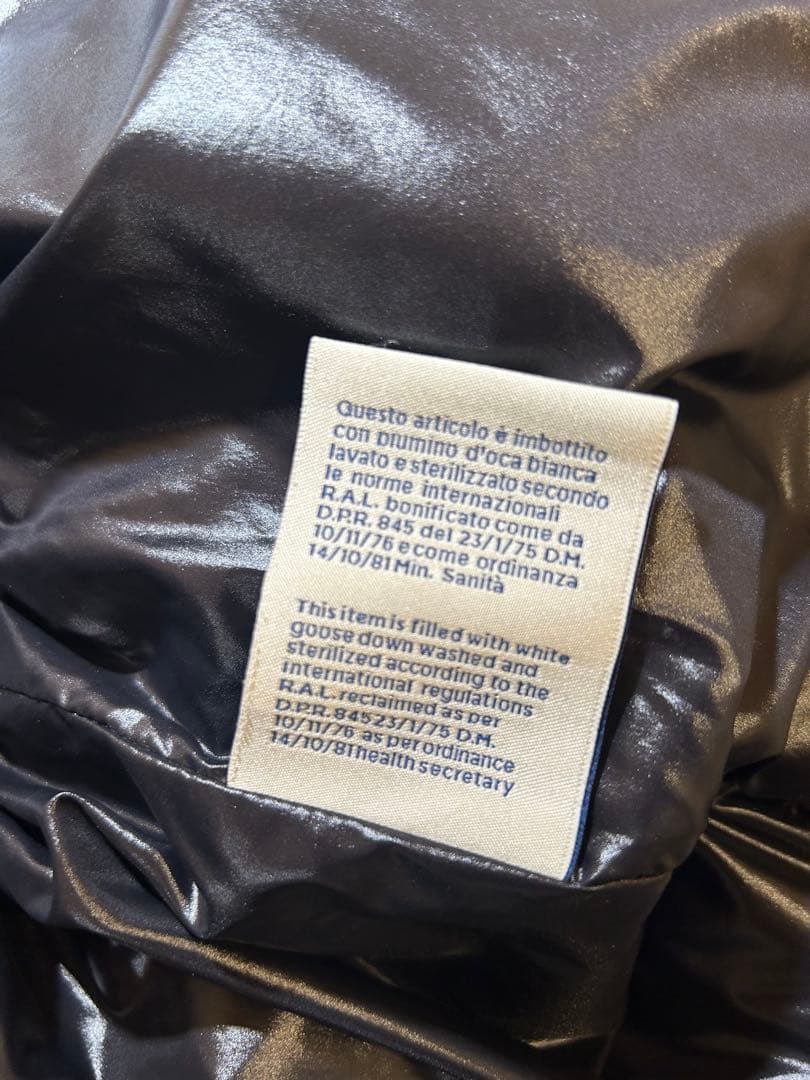 Questo articolo è imbottito
con piumino d'oca bianca
lavato e sterilizzato secondo
le norme internazionali
R.A.L. bonificato come da
D.P.R. 845 del 23/1/75 D.M.
10/11/76 e come ordinanza
14/10/81 Min. Sanità
This item is filled with white
goose down washed and
sterilized according to the
international regulations
R.A.L. reclaimed as per
D.P.R. 84523/1/75 D.M.
10/11/76 as per ordinance
14/10/81 health secretary